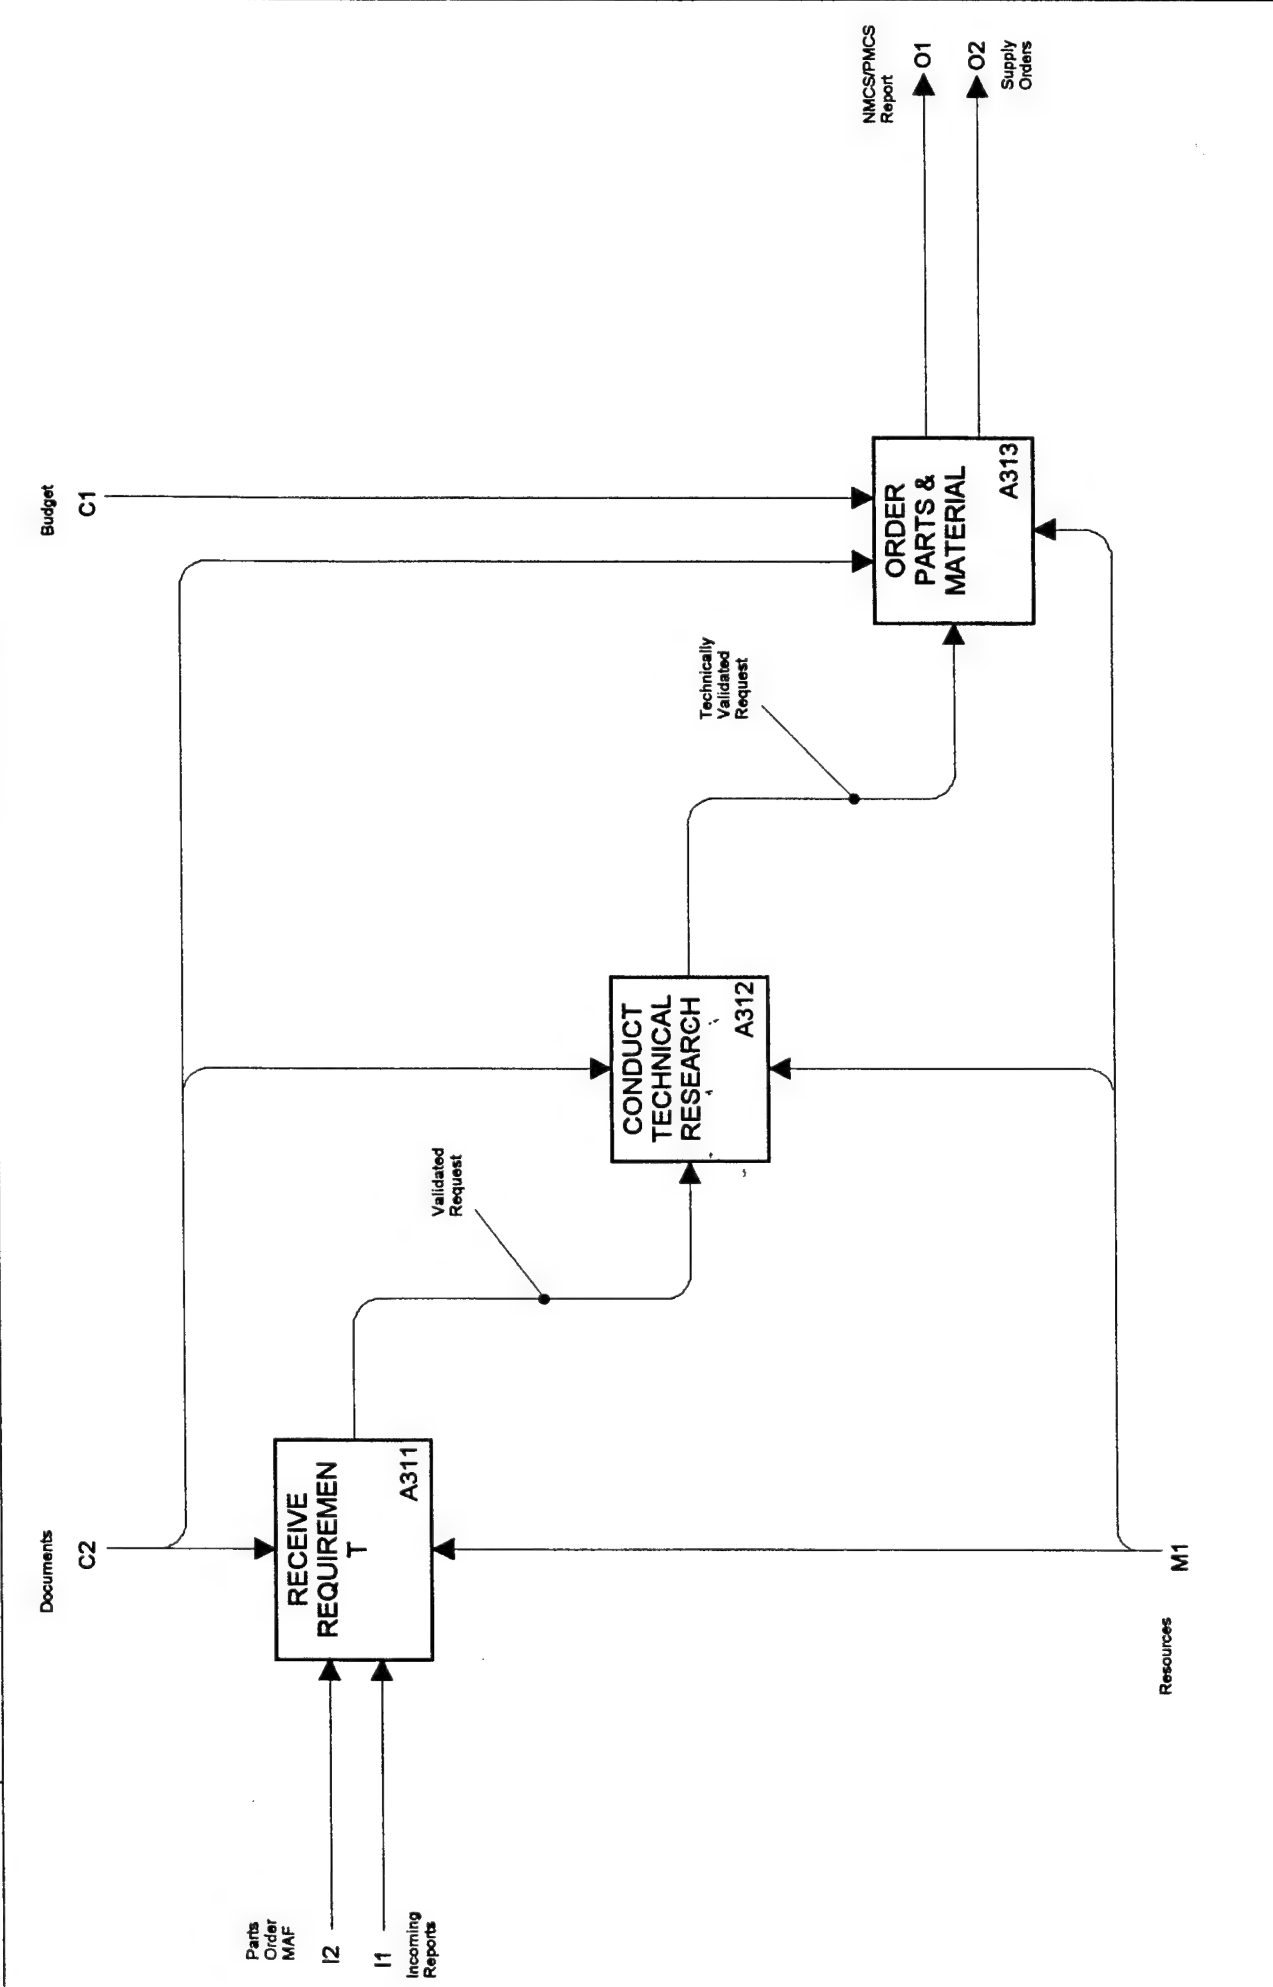 Documents
C2
Budget
C1
Parts
Order
MAF
I2
I1
Incoming
Reports
RECEIVE
REQUIREMEN
T
A311
Validated
Request
CONDUCT
TECHNICAL
RESEARCH
A312
Technically
Validated
Request
ORDER
PARTS &
MATERIAL
A313
NMCS/PMCS
Report
O1
O2
Supply
Orders
Resources
M1